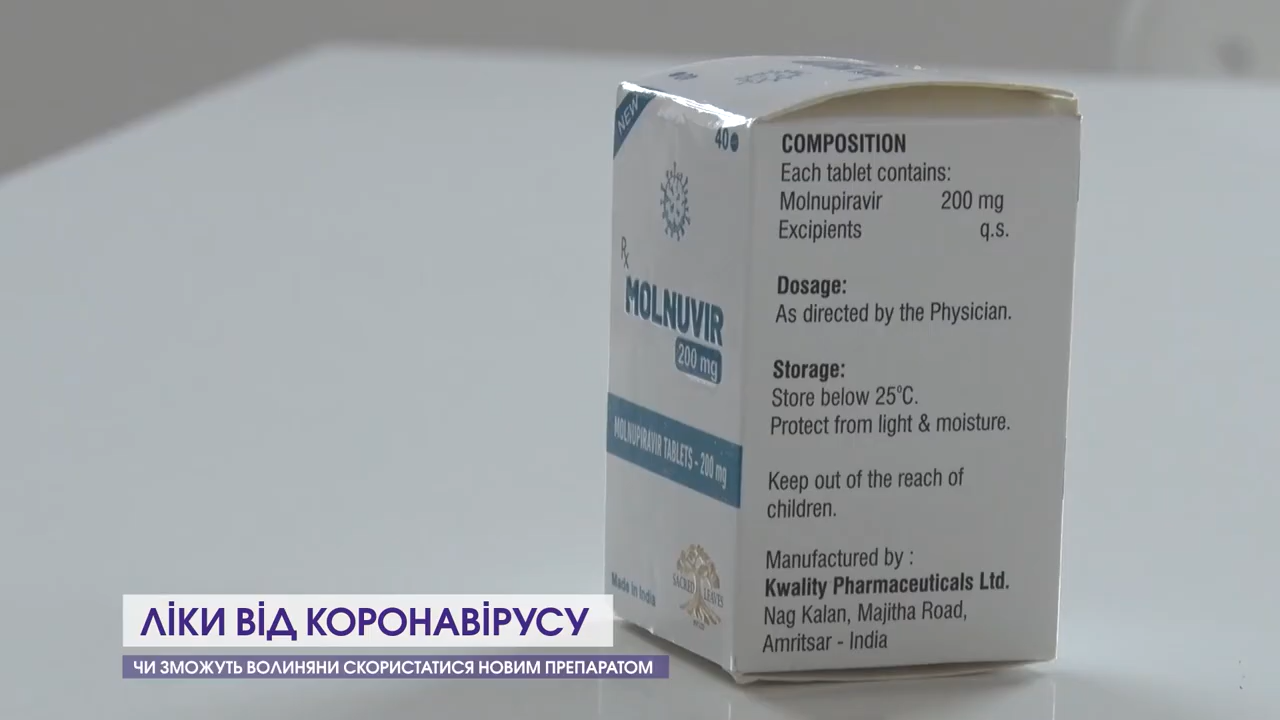 NEW
40
Rx
MOLNUVIR
200 mg
MOLNUPIRAVIR TABLETS - 200 mg
Made in India
SACRED LEAVES
COMPOSITION
Each tablet contains:
Molnupiravir 200 mg
Excipients q.s.
Dosage:
As directed by the Physician.
Storage:
Store below 25°C.
Protect from light & moisture.
Keep out of the reach of
children.
Manufactured by :
Kwality Pharmaceuticals Ltd.
Nag Kalan, Majitha Road,
Amritsar - India
ЛІКИ ВІД КОРОНАВІРУСУ
ЧИ ЗМОЖУТЬ ВОЛИНЯНИ СКОРИСТАТИСЯ НОВИМ ПРЕПАРАТОМ